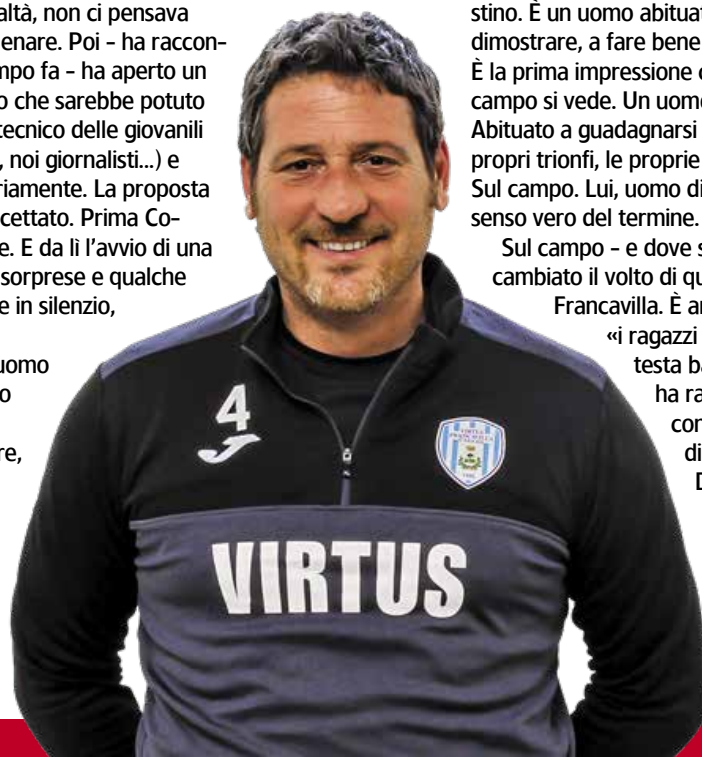 altà, non ci pensava
enare. Poi – ha raccon-
mpo fa – ha aperto un
o che sarebbe potuto
tecnico delle giovanili
, noi giornalisti...) e
riamente. La proposta
cettato. Prima Co-
e. E da lì l'avvio di una
sorprese e qualche
e in silenzio,
uomo
o
re,
stino. È un uomo abituat
dimostrare, a fare bene
È la prima impressione c
campo si vede. Un uomo
Abituato a guadagnarsi
propri trionfi, le proprie
Sul campo. Lui, uomo di
senso vero del termine.
Sul campo – e dove s
cambiato il volto di qu
Francavilla. È ar
«i ragazzi
testa ba
ha ra
con
di
D
4
VIRTUS